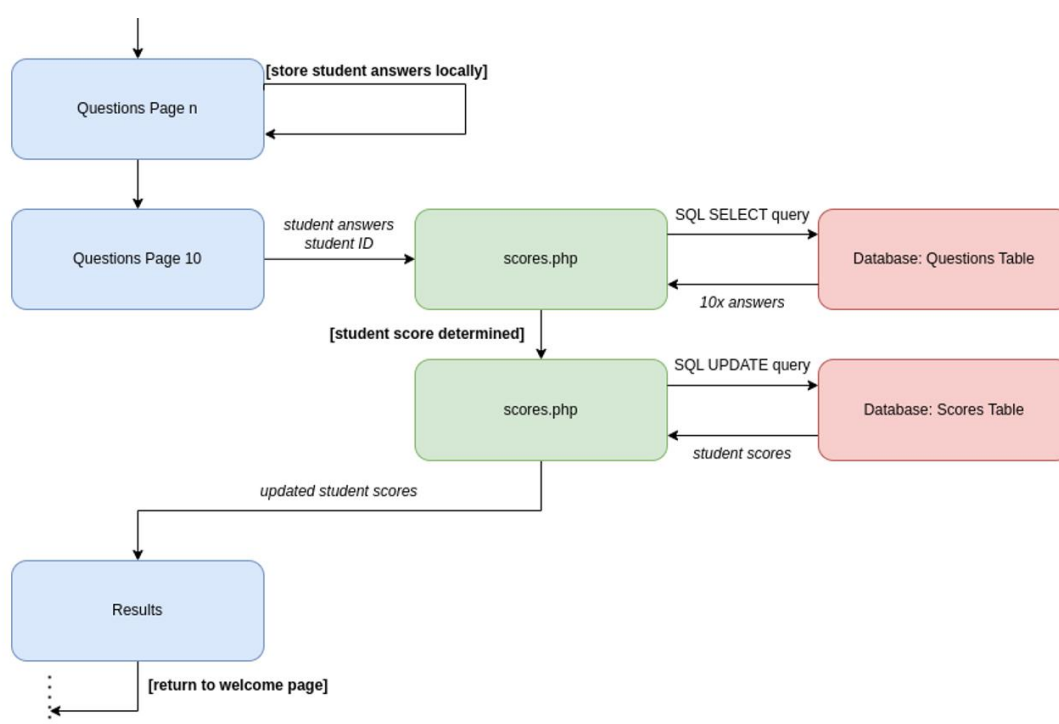 [store student answers locally]
Questions Page n
student answers
student ID
Questions Page 10
scores.php
SQL SELECT query
Database: Questions Table
10x answers
[student score determined]
scores.php
SQL UPDATE query
Database: Scores Table
student scores
updated student scores
Results
[return to welcome page]